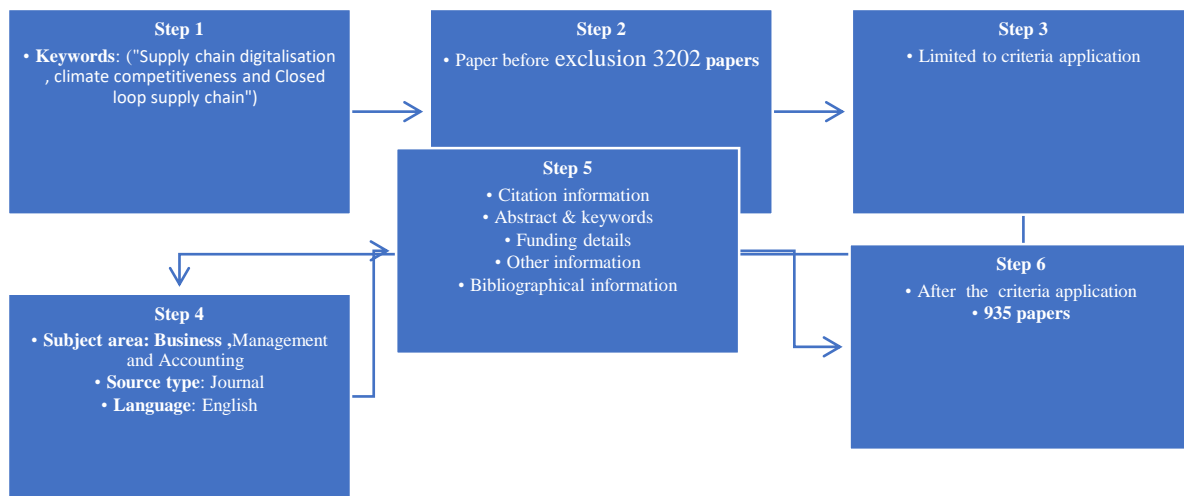 Step 1
• Keywords: ("Supply chain digitalisation
, climate competitiveness and Closed
loop supply chain")
Step 2
• Paper before exclusion 3202 papers
Step 3
• Limited to criteria application
Step 4
• Subject area: Business ,Management
and Accounting
• Source type: Journal
• Language: English
Step 5
• Citation information
• Abstract & keywords
• Funding details
• Other information
• Bibliographical information
Step 6
• After the criteria application
• 935 papers